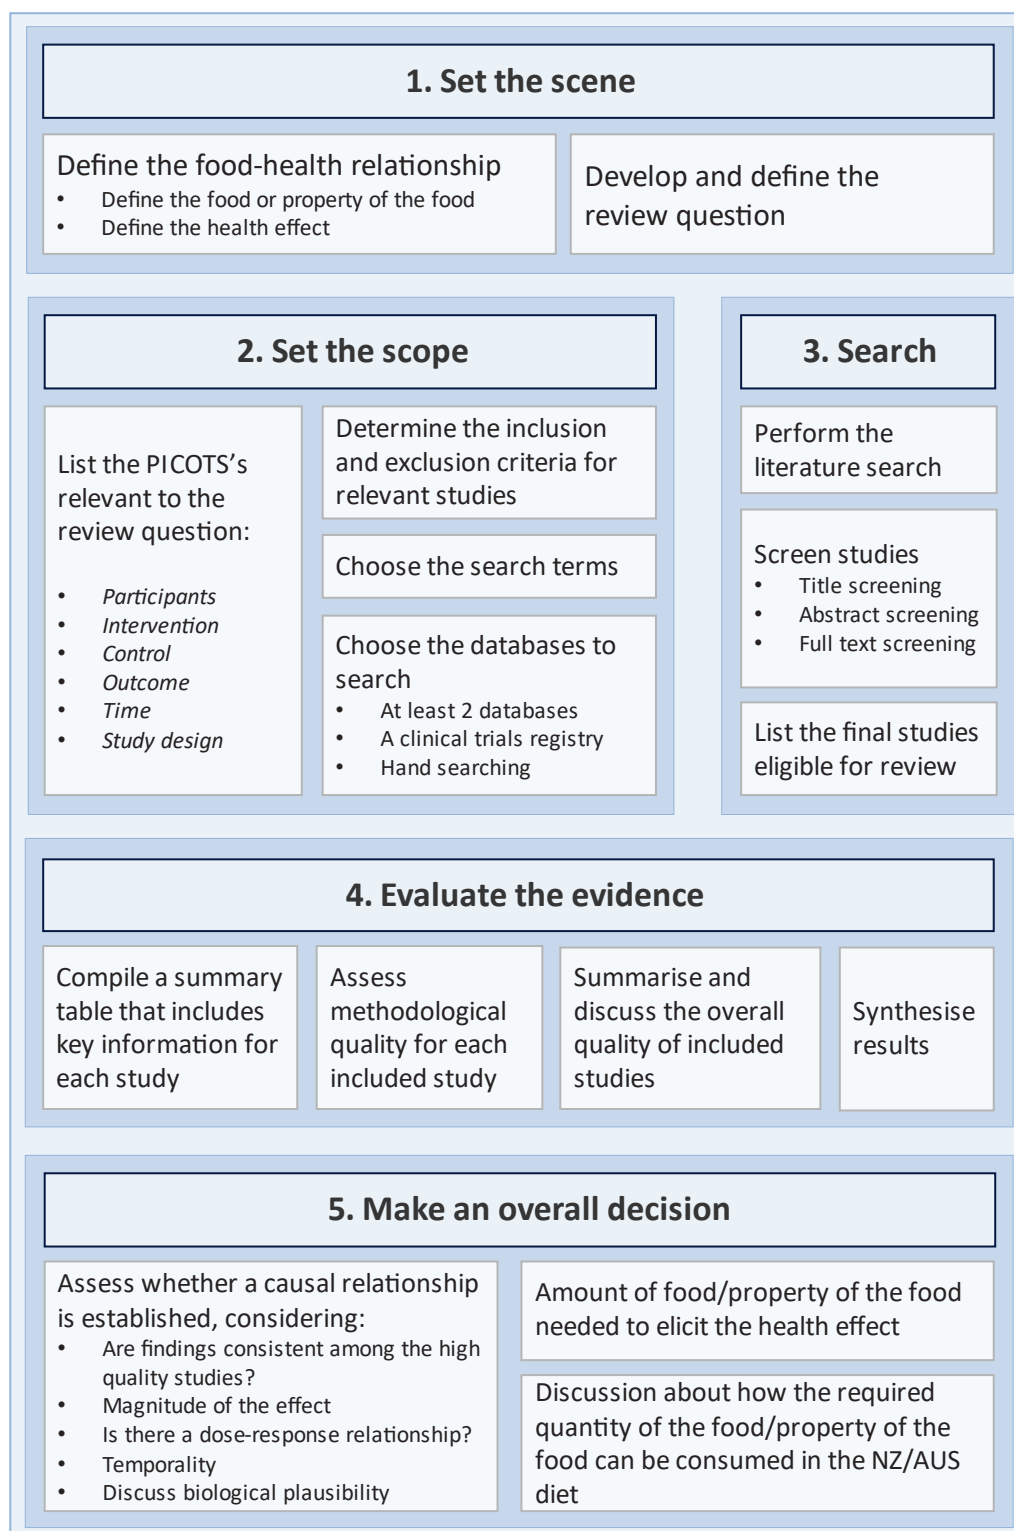 1. Set the scene
Define the food-health relationship
• Define the food or property of the food
• Define the health effect
Develop and define the
review question
2. Set the scope
List the PICOTS's
relevant to the
review question:
• Participants
• Intervention
• Control
• Outcome
• Time
• Study design
Determine the inclusion
and exclusion criteria for
relevant studies
Choose the search terms
Choose the databases to
search
• At least 2 databases
• A clinical trials registry
• Hand searching
3. Search
Perform the
literature search
Screen studies
• Title screening
• Abstract screening
• Full text screening
List the final studies
eligible for review
4. Evaluate the evidence
Compile a summary
table that includes
key information for
each study
Assess
methodological
quality for each
included study
Summarise and
discuss the overall
quality of included
studies
Synthesise
results
5. Make an overall decision
Assess whether a causal relationship
is established, considering:
• Are findings consistent among the high
quality studies?
• Magnitude of the effect
• Is there a dose-response relationship?
• Temporality
• Discuss biological plausibility
Amount of food/property of the food
needed to elicit the health effect
Discussion about how the required
quantity of the food/property of the
food can be consumed in the NZ/AUS
diet